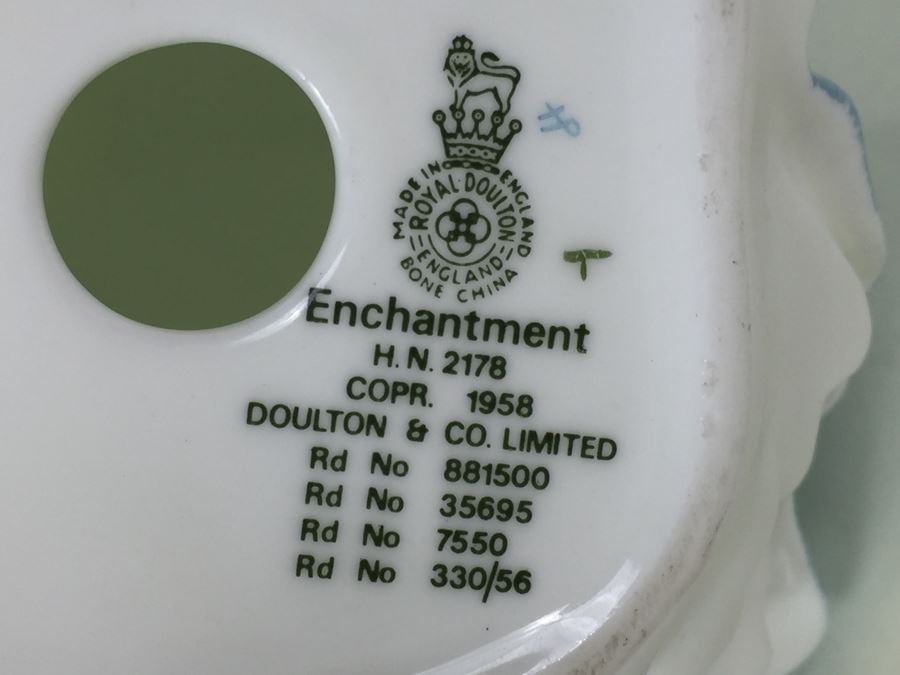 MADE IN ENGLAND
ROYAL·DOULTON
ENGLAND
BONE CHINA
T
Enchantment
H.N. 2178
COPR. 1958
DOULTON & CO. LIMITED
Rd No 881500
Rd No 35695
Rd No 7550
Rd No 330/56